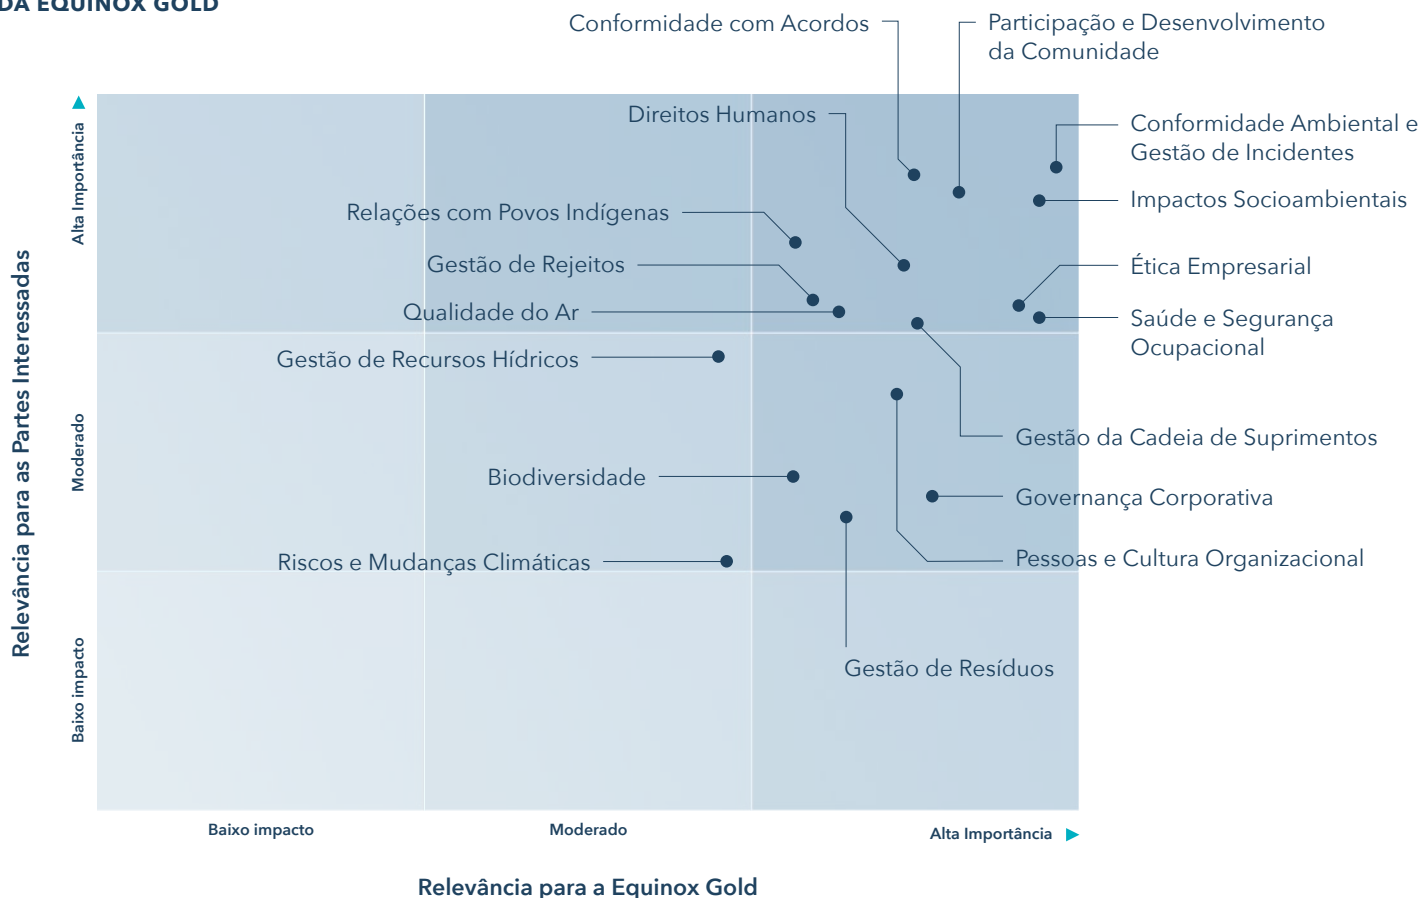 DA EQUINOX GOLD
Conformidade com Acordos
Participação e Desenvolvimento
da Comunidade
Direitos Humanos
Conformidade Ambiental e
Gestão de Incidentes
Impactos Socioambientais
Relações com Povos Indígenas
Gestão de Rejeitos
Ética Empresarial
Qualidade do Ar
Saúde e Segurança
Ocupacional
Gestão de Recursos Hídricos
Gestão da Cadeia de Suprimentos
Biodiversidade
Governança Corporativa
Riscos e Mudanças Climáticas
Pessoas e Cultura Organizacional
Gestão de Resíduos
Relevância para as Partes Interessadas
Alta Importância
Moderado
Baixo impacto
Baixo impacto
Moderado
Alta Importância
Relevância para a Equinox Gold